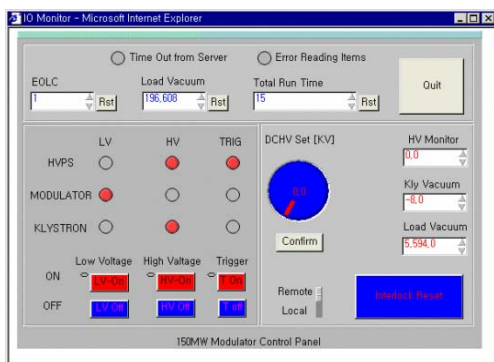 IO Monitor - Microsoft Internet Explorer
Time Out from Server
Error Reading Items
EOLC
Load Vacuum
Total Run Time
1
Rst
196,608
Rst
15
Rst
Quit
LV
HV
TRIG
HVPS
MODULATOR
KLYSTRON
Low Voltage
High Valtage
Trigger
ON
LV-On
HV-On
T On
OFF
LV Off
HV Off
T off
DCHV Set [KV]
0,0
Confirm
Remote
Local
HV Monitor
0,0
Kly Vacuum
-8,0
Load Vacuum
5,594,0
Interlock Reset
150MW Modulator Control Panel